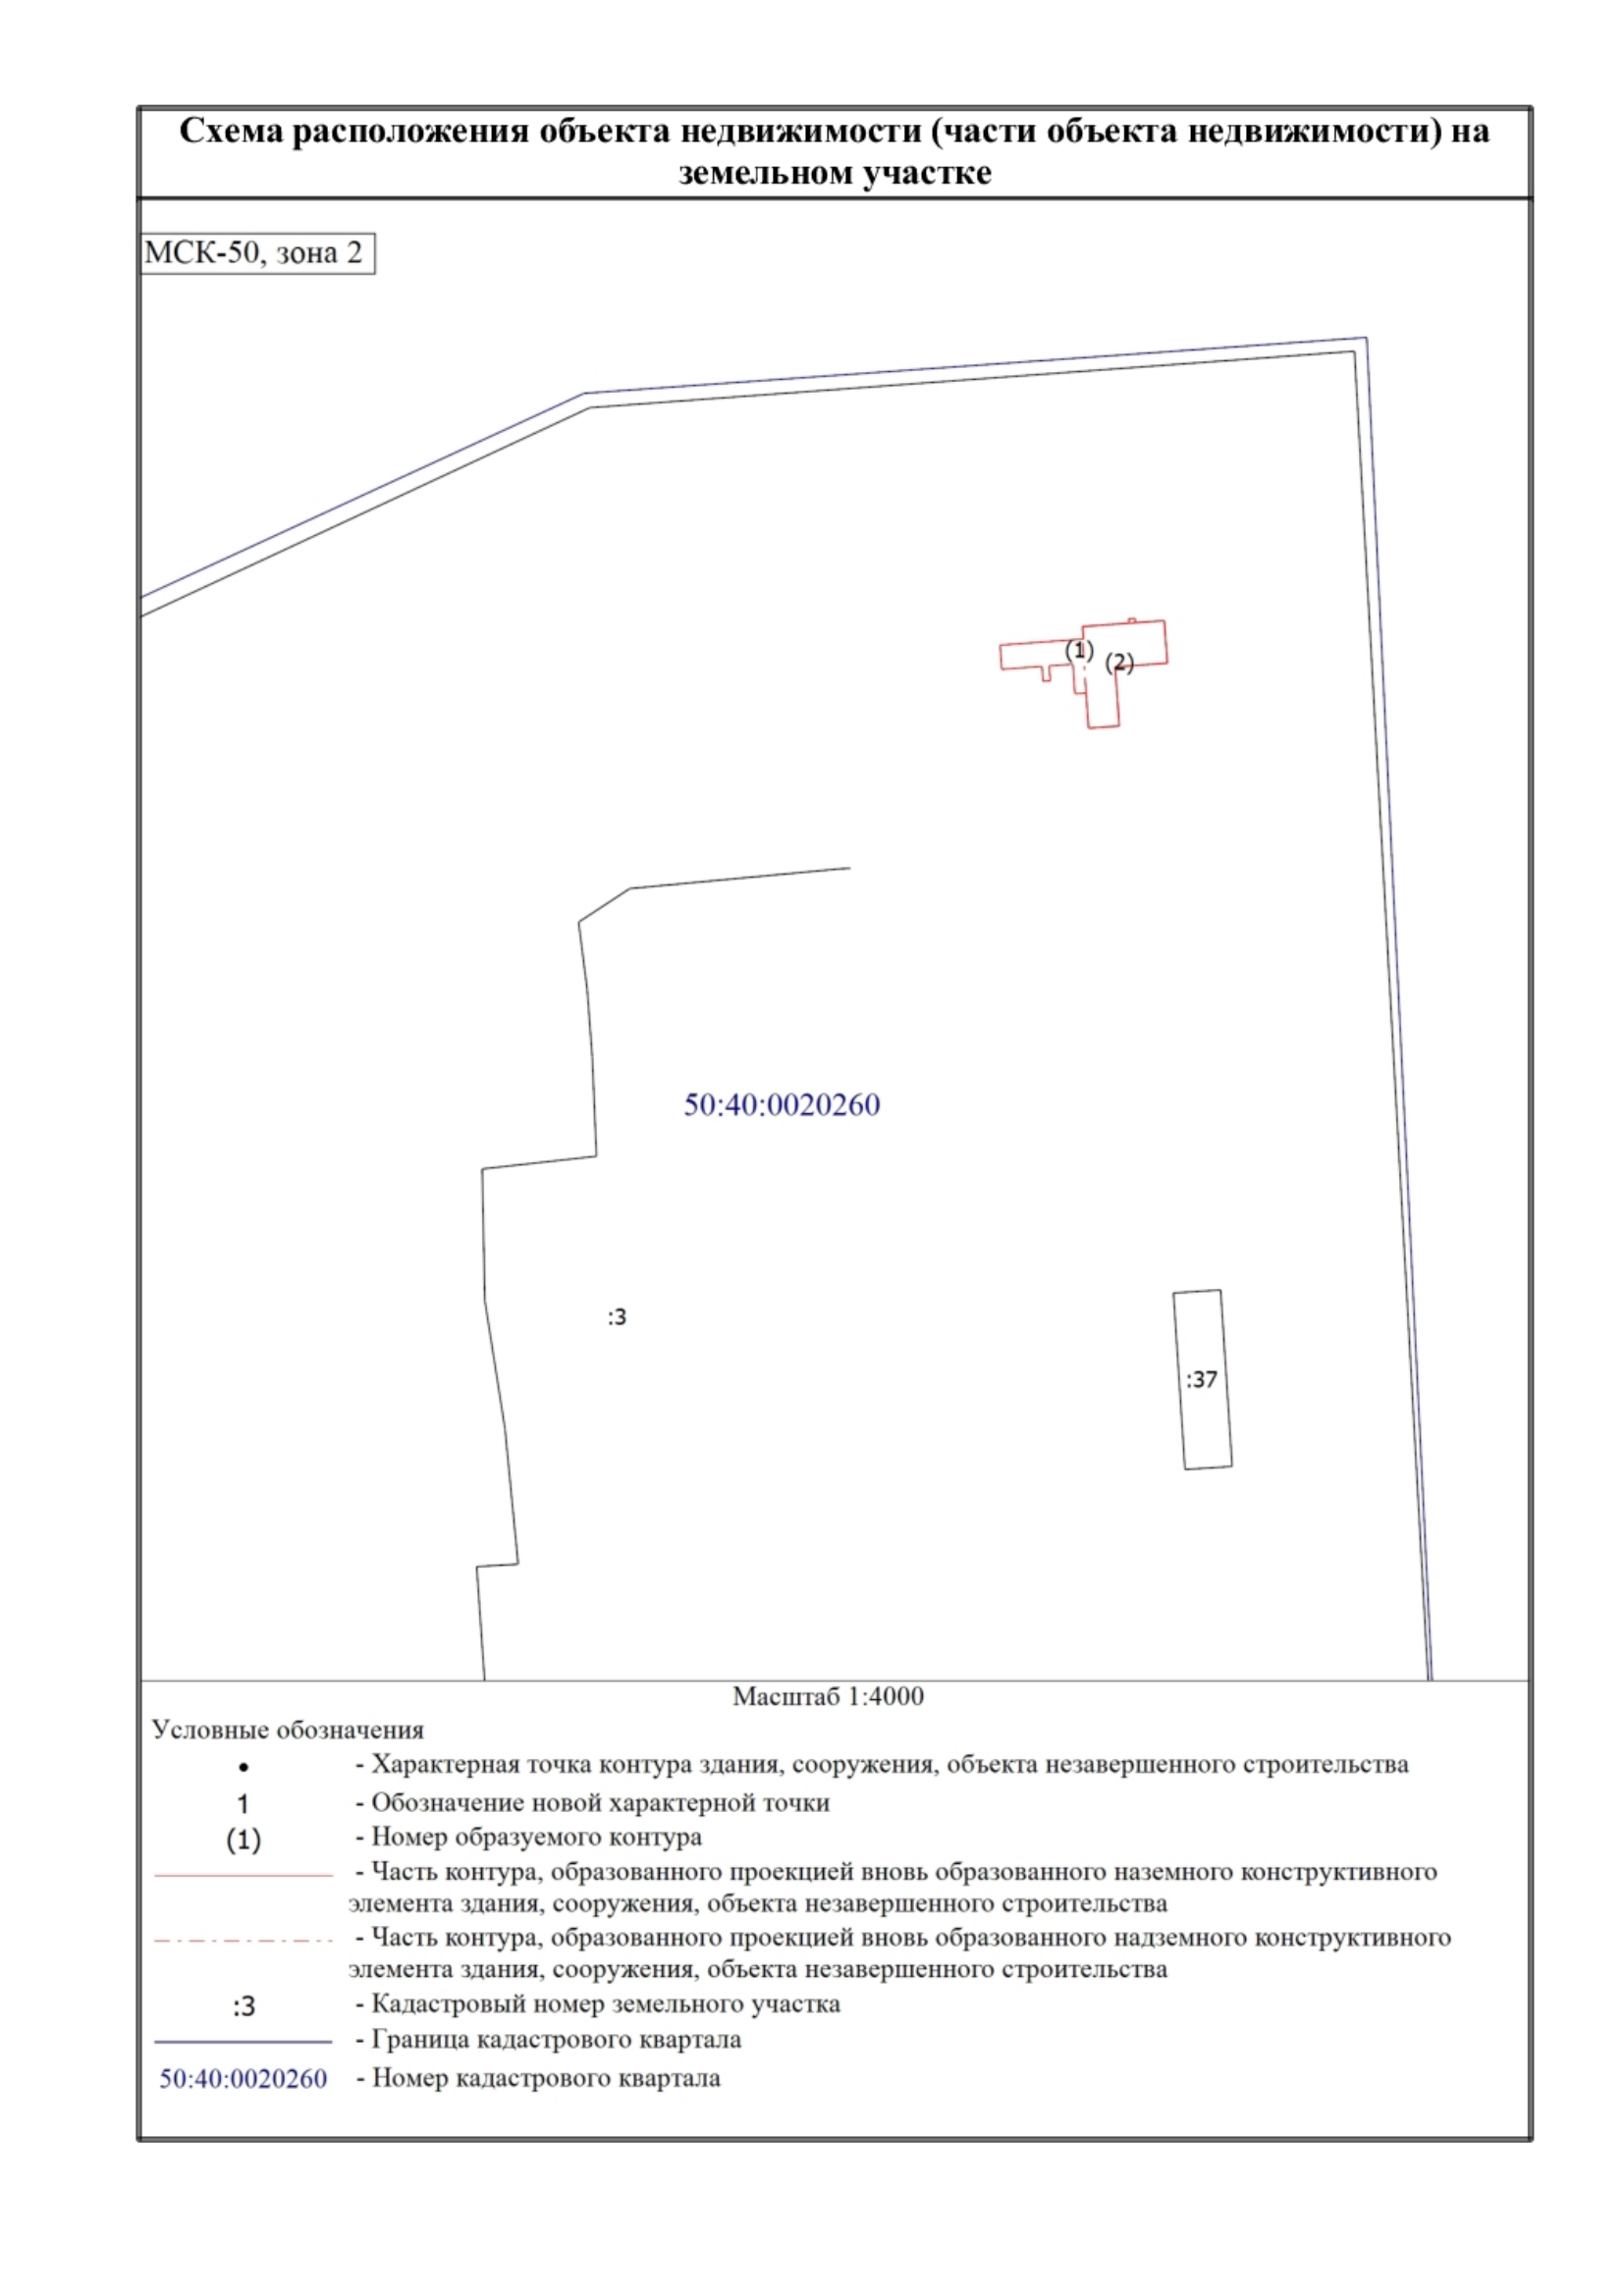 Схема расположения объекта недвижимости (части объекта недвижимости) на
земельном участке
МСК-50, зона 2
(1)
(2)
50:40:0020260
:3
:37
Масштаб 1:4000
Условные обозначения
- Характерная точка контура здания, сооружения, объекта незавершенного строительства
1 - Обозначение новой характерной точки
(1) - Номер образуемого контура
- Часть контура, образованного проекцией вновь образованного наземного конструктивного
элемента здания, сооружения, объекта незавершенного строительства
- Часть контура, образованного проекцией вновь образованного надземного конструктивного
элемента здания, сооружения, объекта незавершенного строительства
:3 - Кадастровый номер земельного участка
- Граница кадастрового квартала
50:40:0020260 - Номер кадастрового квартала